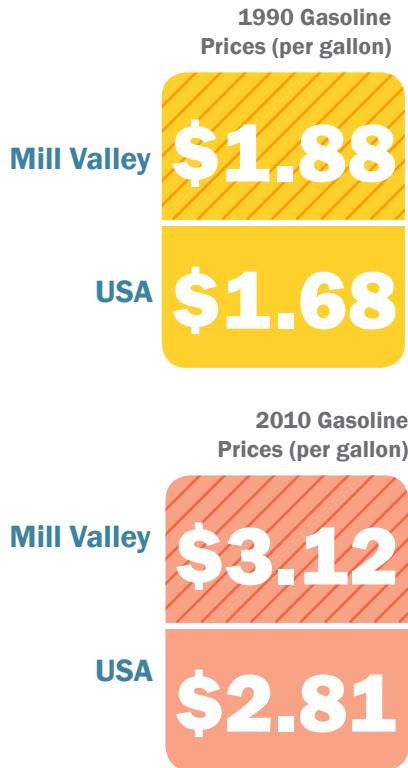 1990 Gasoline
Prices (per gallon)
Mill Valley $1.88
USA $1.68
2010 Gasoline
Prices (per gallon)
Mill Valley $3.12
USA $2.81